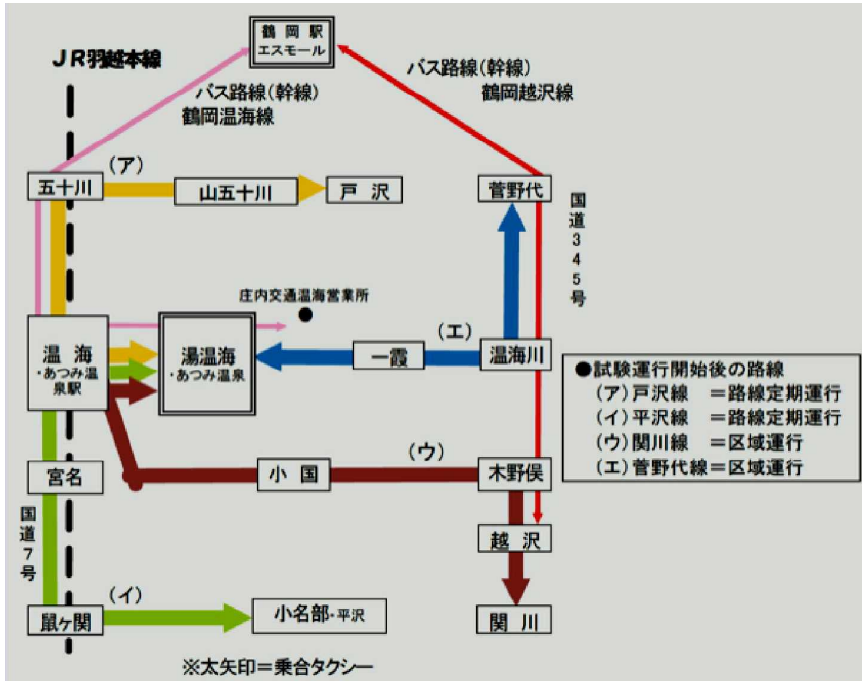 鶴岡駅
エスモール
JR羽越本線
バス路線(幹線)
鶴岡温海線
バス路線(幹線)
鶴岡越沢線
(ア)
五十川
山五十川
戸沢
菅野代
国道345号
庄内交通温海営業所
温海
・あつみ温
泉駅
湯温海
・あつみ温泉
一霞
(エ)
温海川
●試験運行開始後の路線
(ア)戸沢線 =路線定期運行
(イ)平沢線 =路線定期運行
(ウ)関川線 =区域運行
(エ)菅野代線=区域運行
宮名
小国
(ウ)
木野俣
国道7号
越沢
鼠ヶ関
(イ)
小名部・平沢
関川
※太矢印=乗合タクシー